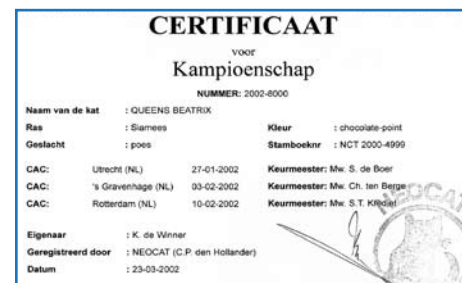 CERTIFICAAT
voor
Kampioenschap
NUMMER: 2002-8000
Naam van de kat : QUEENS BEATRIX
Ras : Siamees Kleur : chocolate-point
Geslacht : poes Stamboeknr : NCT 2000-4999
CAC: Utrecht (NL) 27-01-2002 Keurmeester: Mw. S. de Boer
CAC: 's Gravenhage (NL) 03-02-2002 Keurmeester: Mw. Ch. ten Berge
CAC: Rotterdam (NL) 10-02-2002 Keurmeester: Mw. S.T. Krediet
Eigenaar : K. de Winner
Geregistreerd door : NEOCAT (C.P. den Hollander)
Datum : 23-03-2002
NEOCAT